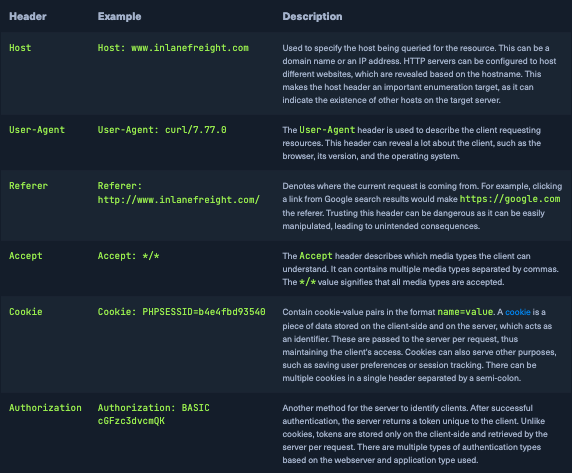 Header Example Description
Host Host: www.inlanefreight.com Used to specify the host being queried for the resource. This can be a
domain name or an IP address. HTTP servers can be configured to host
different websites, which are revealed based on the hostname. This
makes the host header an important enumeration target, as it can
indicate the existence of other hosts on the target server.
User-Agent User-Agent: curl/7.77.0 The User-Agent header is used to describe the client requesting
resources. This header can reveal a lot about the client, such as the
browser, its version, and the operating system.
Referer Referer: Denotes where the current request is coming from. For example, clicking
http://www.inlanefreight.com/ a link from Google search results would make https://google.com
the referer. Trusting this header can be dangerous as it can be easily
manipulated, leading to unintended consequences.
Accept Accept: */* The Accept header describes which media types the client can
understand. It can contain multiple media types separated by commas.
The */* value signifies that all media types are accepted.
Cookie Cookie: PHPSESSID=b4e4fbd93540 Contain cookie-value pairs in the format name=value. A cookie is a
piece of data stored on the client-side and on the server, which acts as
an identifier. These are passed to the server per request, thus
maintaining the client's access. Cookies can also serve other purposes,
such as saving user preferences or session tracking. There can be
multiple cookies in a single header separated by a semi-colon.
Authorization Authorization: BASIC Another method for the server to identify clients. After successful
cGFzc3dvcmQK authentication, the server returns a token unique to the client. Unlike
cookies, tokens are stored only on the client-side and retrieved by the
server per request. There are multiple types of authentication types
based on the webserver and application type used.